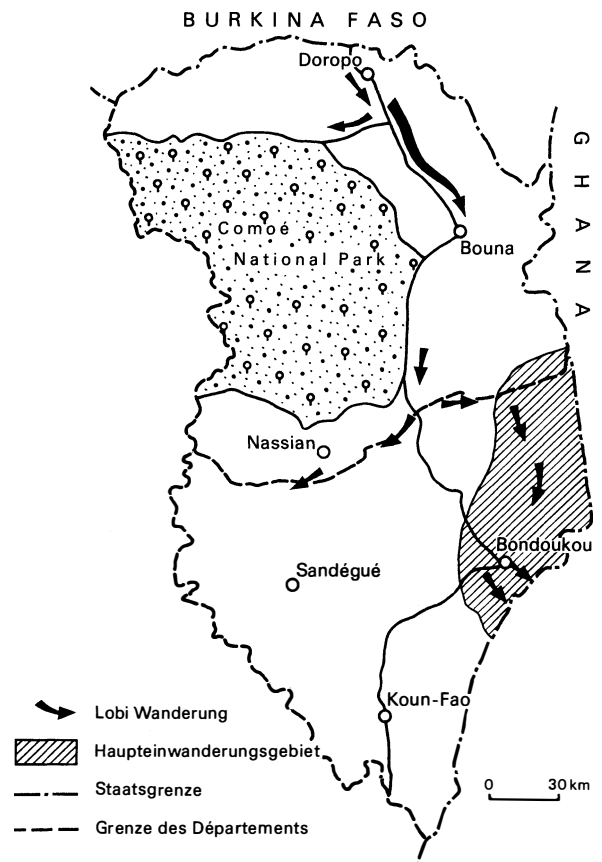 BURKINA FASO
Doropo
GHANA
Comoé
National Park
Bouna
Nassian
Bondoukou
Sandégué
Koun-Fao
Lobi Wanderung
Haupteinwanderungsgebiet
Staatsgrenze
0 30 km
Grenze des Départements